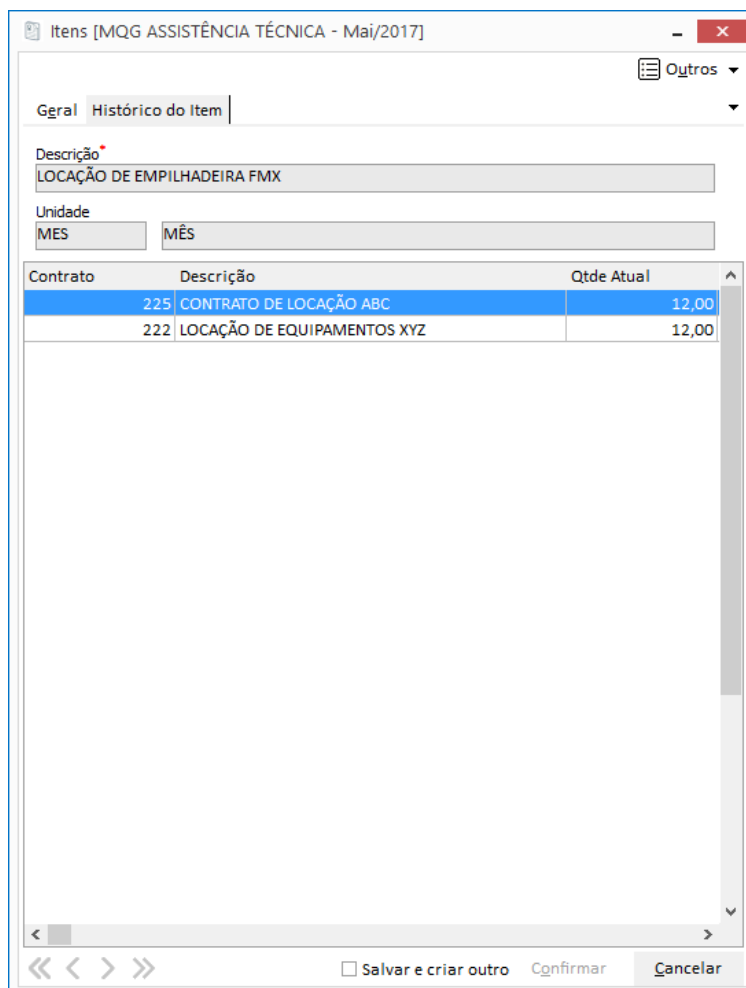 Itens [MQG ASSISTÊNCIA TÉCNICA - Mai/2017]
Outros
Geral Histórico do Item
Descrição*
LOCAÇÃO DE EMPILHADEIRA FMX
Unidade
MES MÊS
Contrato Descrição Qtde Atual
225 CONTRATO DE LOCAÇÃO ABC 12,00
222 LOCAÇÃO DE EQUIPAMENTOS XYZ 12,00
Salvar e criar outro Confirmar Cancelar